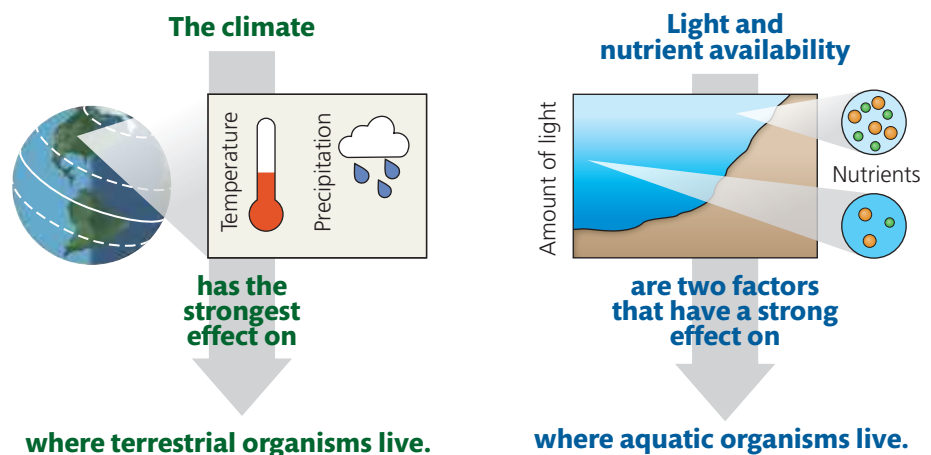 The climate
Temperature
Precipitation
has the
strongest
effect on
where terrestrial organisms live.
Light and
nutrient availability
Amount of light
Nutrients
are two factors
that have a strong
effect on
where aquatic organisms live.